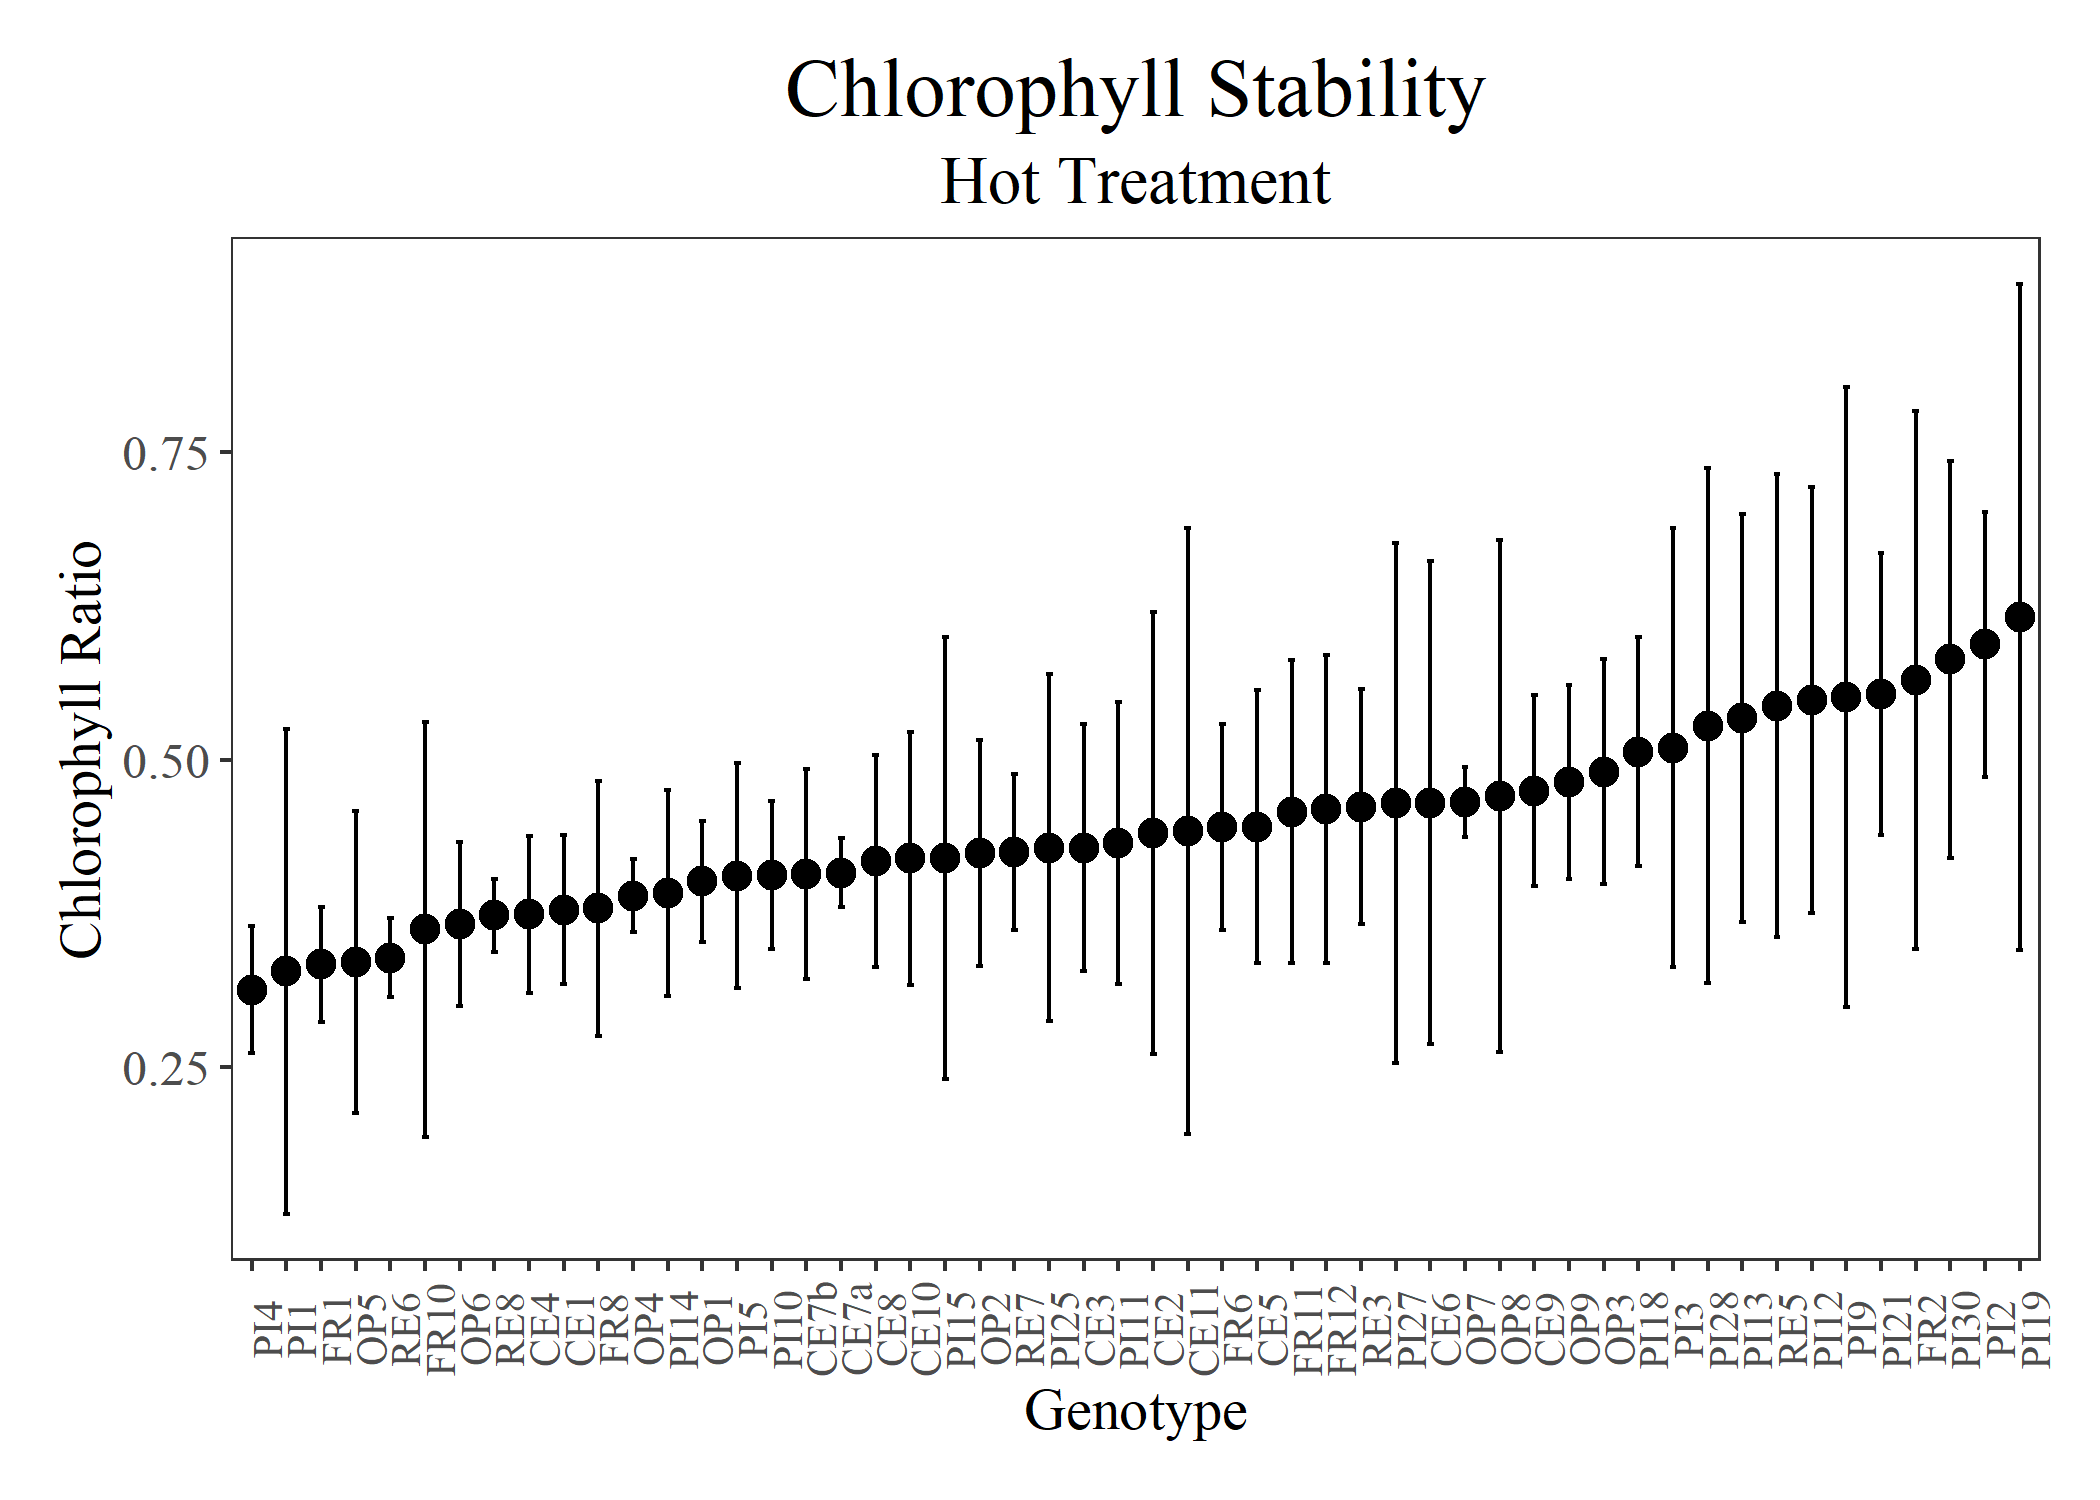 Chlorophyll Stability
Hot Treatment
Chlorophyll Ratio
0.75
0.50
0.25
PI4
PI1
FR1
OP5
RE6
FR10
OP6
RE8
CE4
CE1
FR8
OP4
PI14
OP1
PI5
PI10
CE7b
CE7a
CE8
CE10
PI15
OP2
RE7
PI25
CE3
PI11
CE2
CE11
FR6
CE5
FR11
FR12
RE3
PI27
CE6
OP7
OP8
CE9
OP9
OP3
PI18
PI3
PI28
PI13
RE5
PI12
PI9
PI21
FR2
PI30
PI2
PI19
Genotype